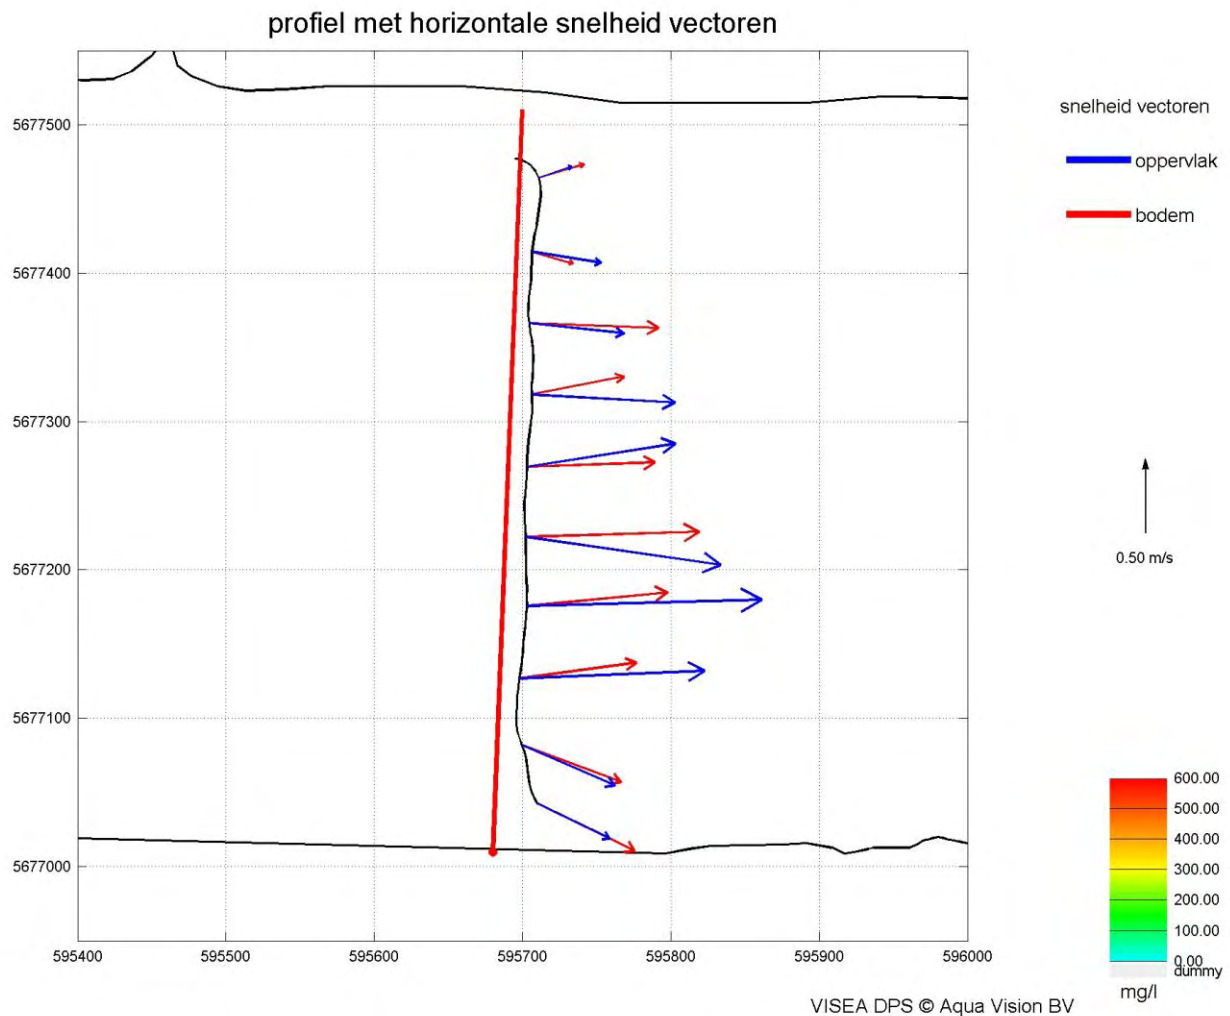 profiel met horizontale snelheid vectoren
snelheid vectoren
oppervlak
bodem
5677500
5677400
5677300
5677200
5677100
5677000
0.50 m/s
600.00
500.00
400.00
300.00
200.00
100.00
0.00
dummy
mg/l
595400 595500 595600 595700 595800 595900 596000
VISEA DPS © Aqua Vision BV